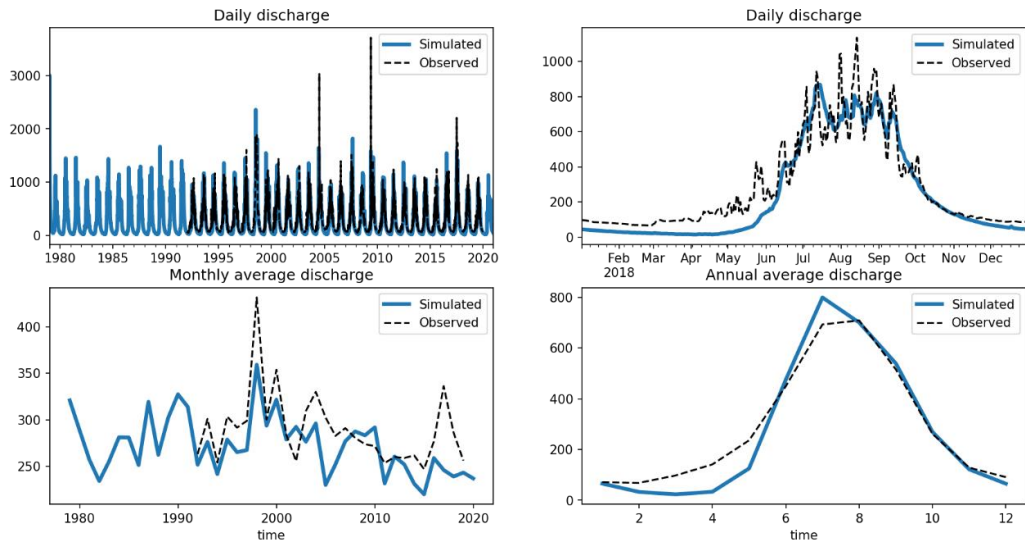 Daily discharge
Simulated
Observed
3000
2000
1000
0
1980 1985 1990 1995 2000 2005 2010 2015 2020
Daily discharge
Simulated
Observed
1000
800
600
400
200
0
Feb Mar Apr May Jun Jul Aug Sep Oct Nov Dec
2018
Monthly average discharge
Simulated
Observed
400
350
300
250
1980 1990 2000 2010 2020
time
Annual average discharge
Simulated
Observed
800
600
400
200
0
2 4 6 8 10 12
time